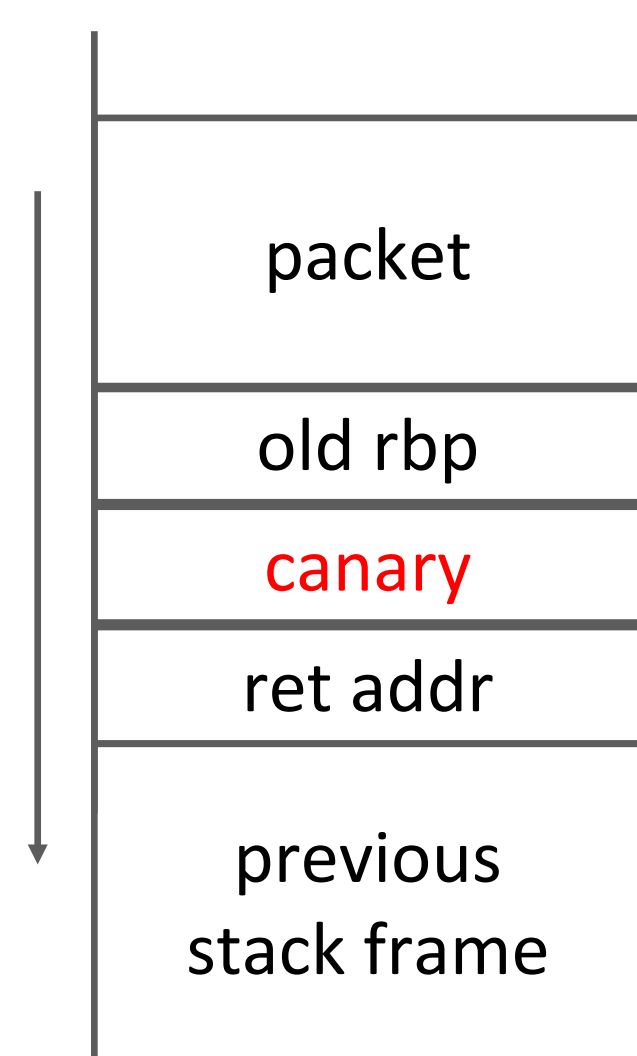 packet
old rbp
canary
ret addr
previous
stack frame